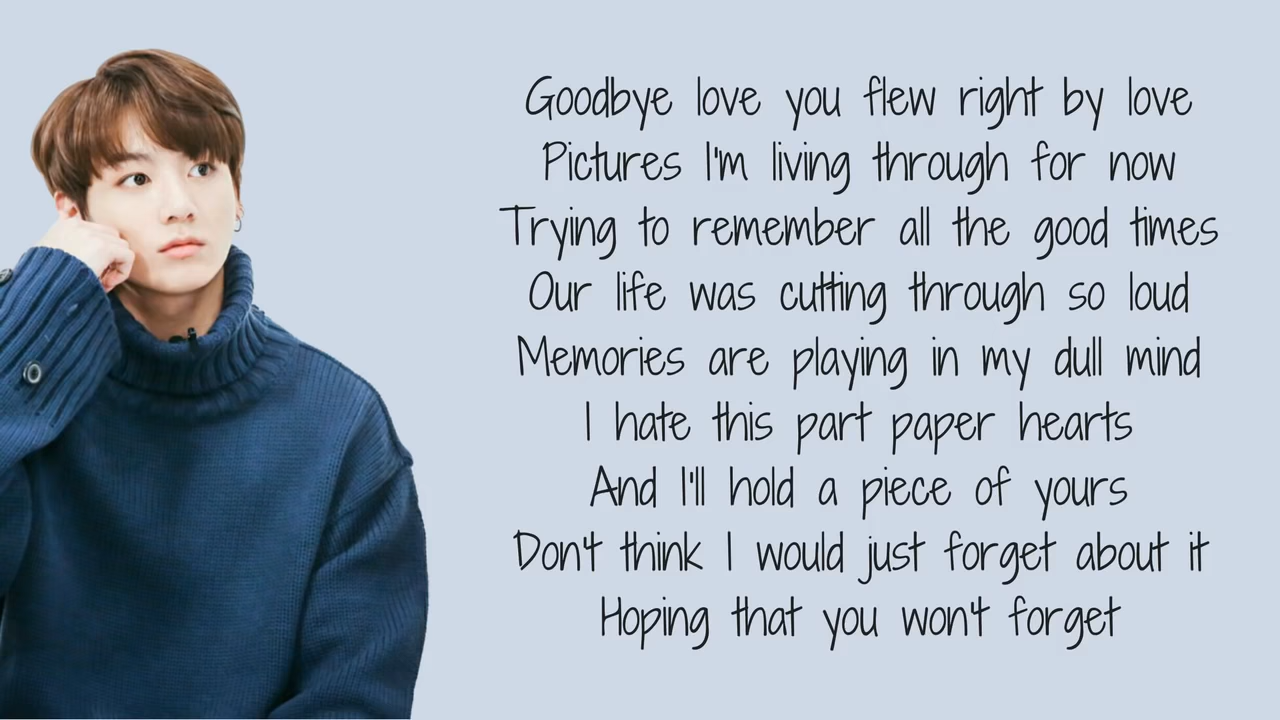 Goodbye love you flew right by love
Pictures I'm living through for now
Trying to remember all the good times
Our life was cutting through so loud
Memories are playing in my dull mind
I hate this part paper hearts
And I'll hold a piece of yours
Don't think I would just forget about it
Hoping that you won't forget